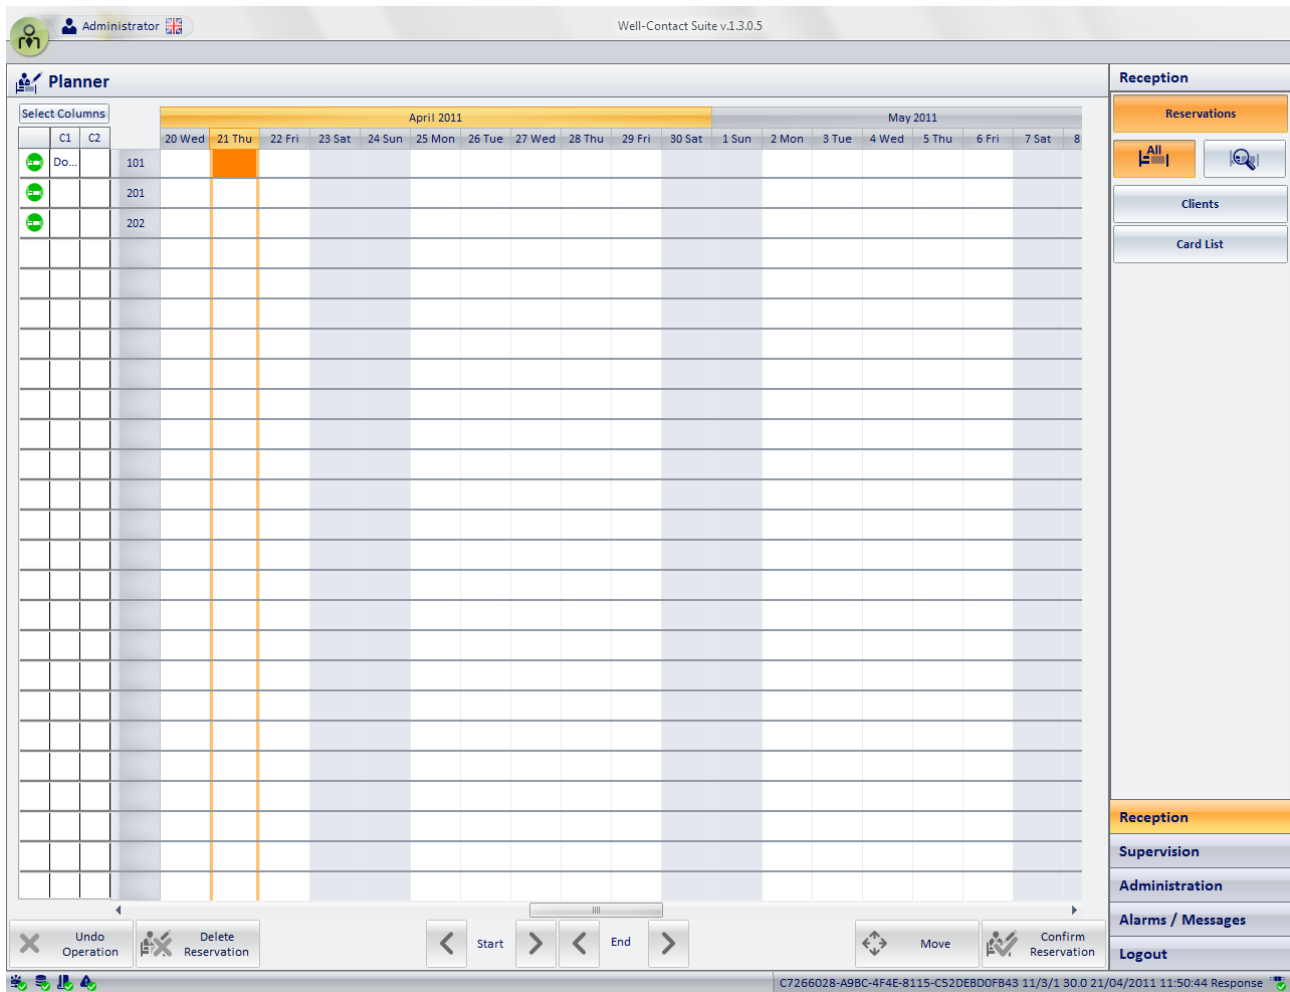 Administrator
Well-Contact Suite v.1.3.0.5
Planner
Reception
Select Columns
April 2011
May 2011
Reservations
C1 C2
20 Wed 21 Thu 22 Fri 23 Sat 24 Sun 25 Mon 26 Tue 27 Wed 28 Thu 29 Fri 30 Sat 1 Sun 2 Mon 3 Tue 4 Wed 5 Thu 6 Fri 7 Sat 8
Do... 101
All
201
Clients
202
Card List
Reception
Supervision
Administration
Alarms / Messages
Logout
Undo
Operation
Delete
Reservation
Start
End
Move
Confirm
Reservation
C7266028-A9BC-4F4E-8115-C52DEBD0FB43 11/3/1 30.0 21/04/2011 11:50:44 Response